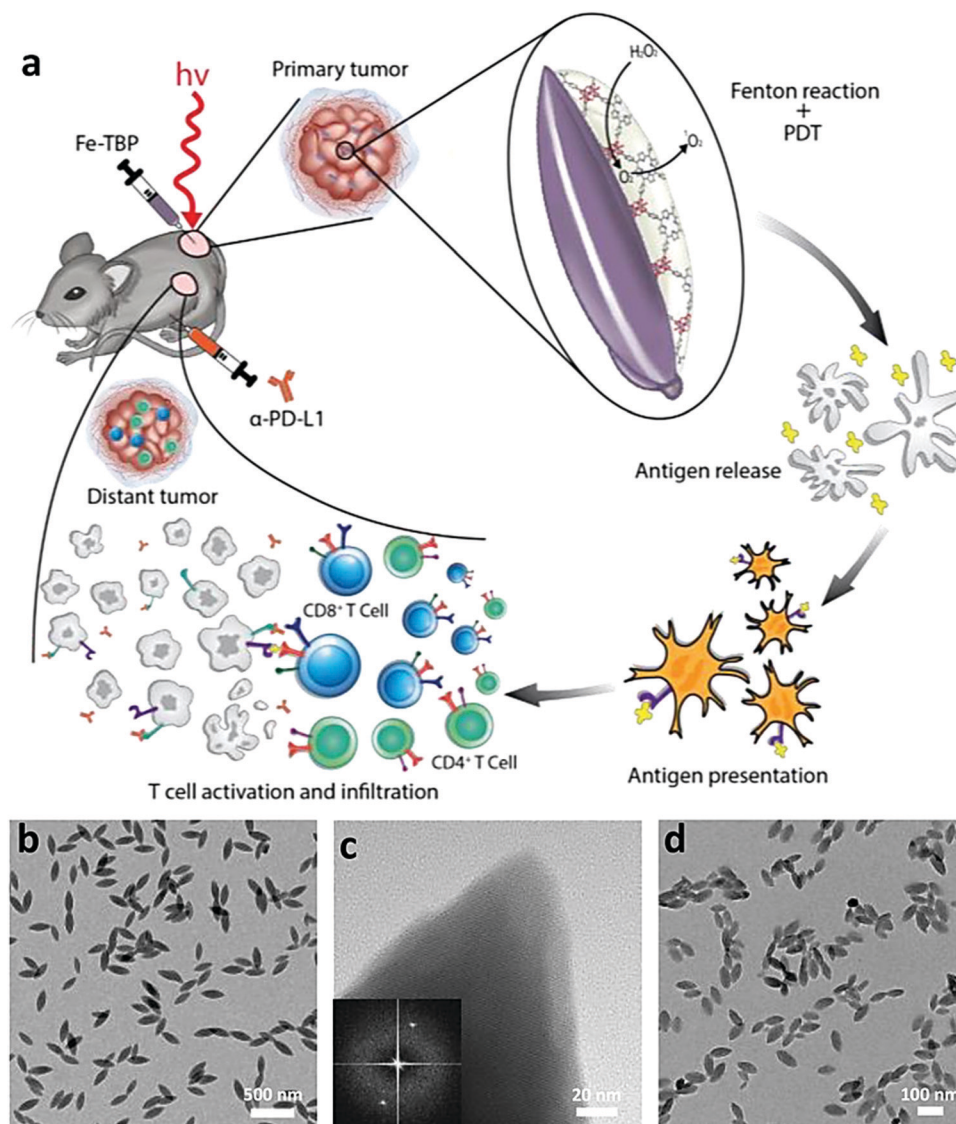 a
hv
Primary tumor
H₂O₂
Fenton reaction
+
PDT
Fe-TBP
O₂
¹O₂
α-PD-L1
Antigen release
Distant tumor
CD8⁺ T Cell
CD4⁺ T Cell
T cell activation and infiltration
Antigen presentation
b
500 nm
c
20 nm
d
100 nm